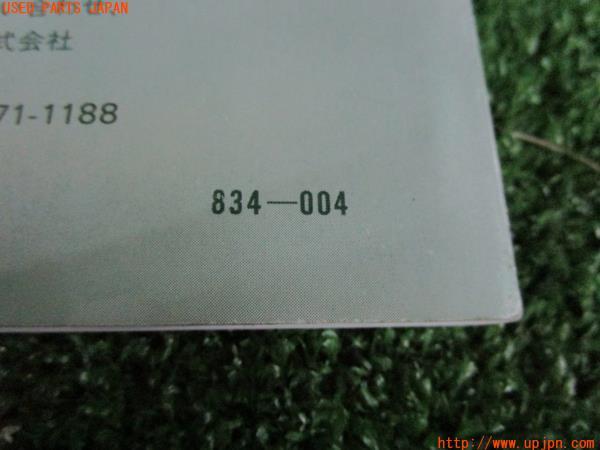 USED PARTS JAPAN
式会社
71-1188
834—004
http://www.upjpn.com/